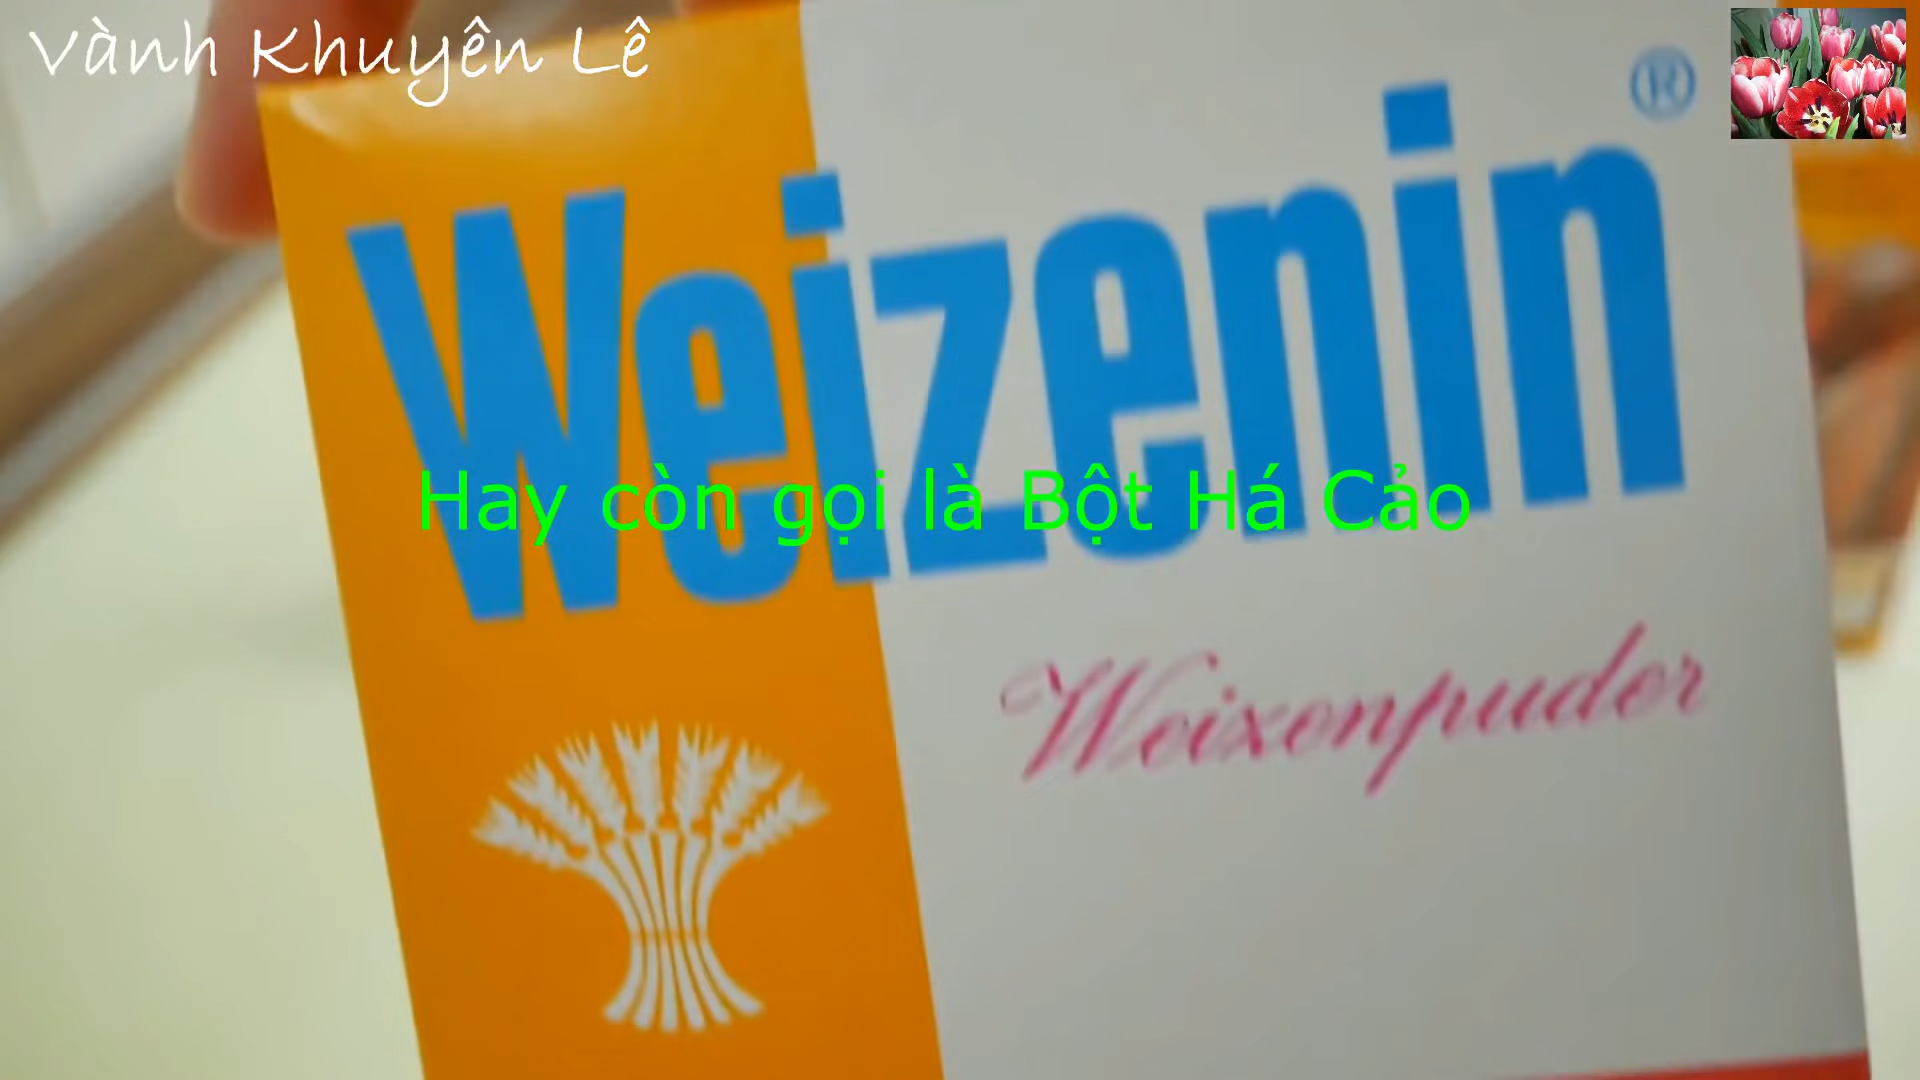 Vành Khuyên Lê
Weizenin ®
Hay còn gọi là Bột Há Cảo
Weizenpuder